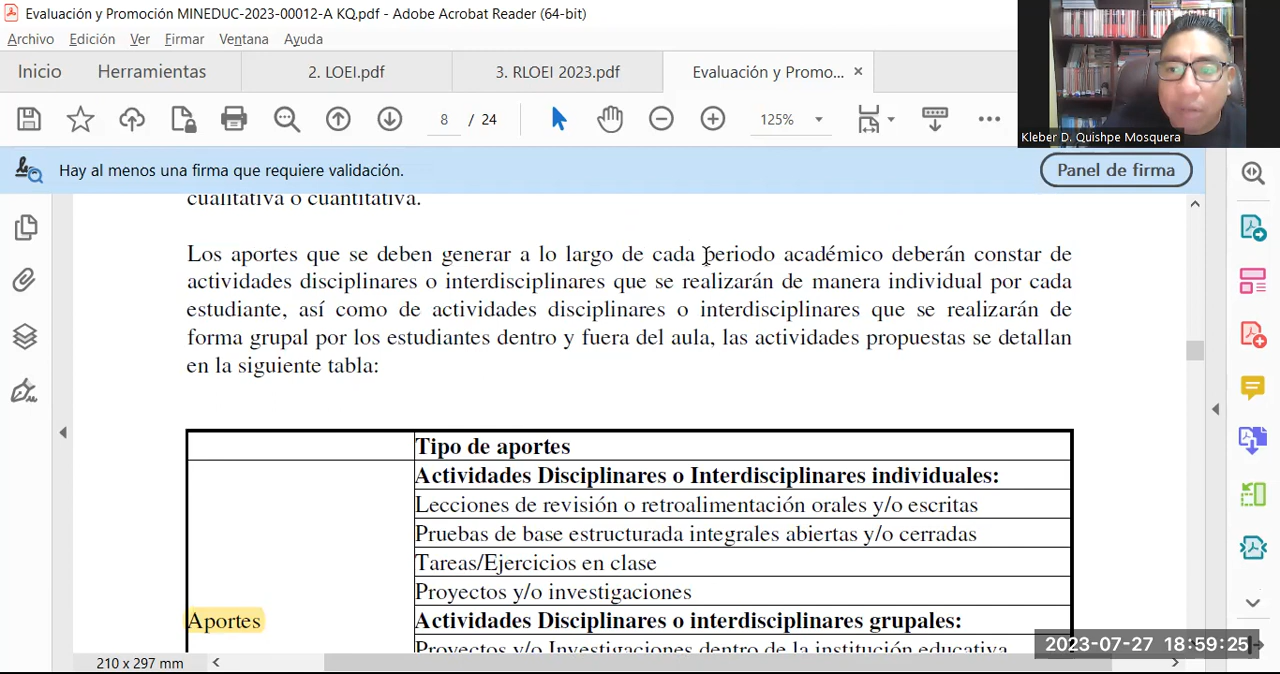 Evaluación y Promoción MINEDUC-2023-00012-A KQ.pdf - Adobe Acrobat Reader (64-bit)
Archivo Edición Ver Firmar Ventana Ayuda
Inicio Herramientas 2. LOEI.pdf 3. RLOEI 2023.pdf Evaluación y Promo... ×
8 / 24 125%
Kleber D. Quishpe Mosquera
Hay al menos una firma que requiere validación. Panel de firma
cualitativa o cuantitativa.
Los aportes que se deben generar a lo largo de cada periodo académico deberán constar de
actividades disciplinares o interdisciplinares que se realizarán de manera individual por cada
estudiante, así como de actividades disciplinares o interdisciplinares que se realizarán de
forma grupal por los estudiantes dentro y fuera del aula, las actividades propuestas se detallan
en la siguiente tabla:
Tipo de aportes
Actividades Disciplinares o Interdisciplinares individuales:
Lecciones de revisión o retroalimentación orales y/o escritas
Pruebas de base estructurada integrales abiertas y/o cerradas
Tareas/Ejercicios en clase
Proyectos y/o investigaciones
Aportes
Actividades Disciplinares o interdisciplinares grupales:
Proyectos y/o Investigaciones dentro de la institución educativa
2023-07-27 18:59:25
210 x 297 mm